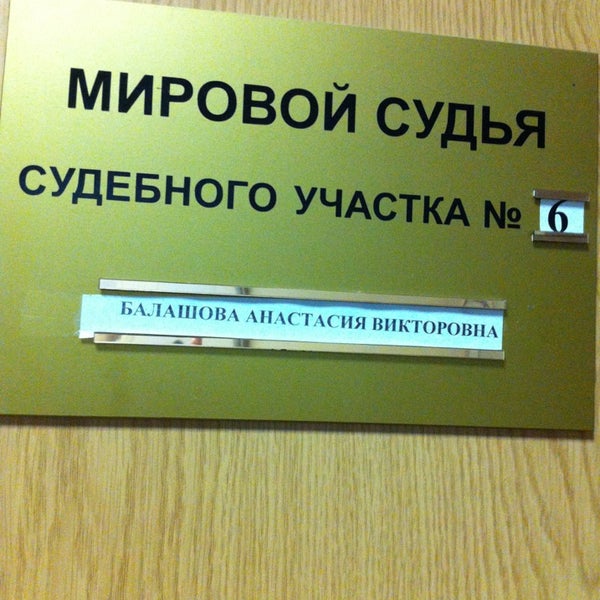 МИРОВОЙ СУДЬЯ
СУДЕБНОГО УЧАСТКА № 6
БАЛАШОВА АНАСТАСИЯ ВИКТОРОВНА